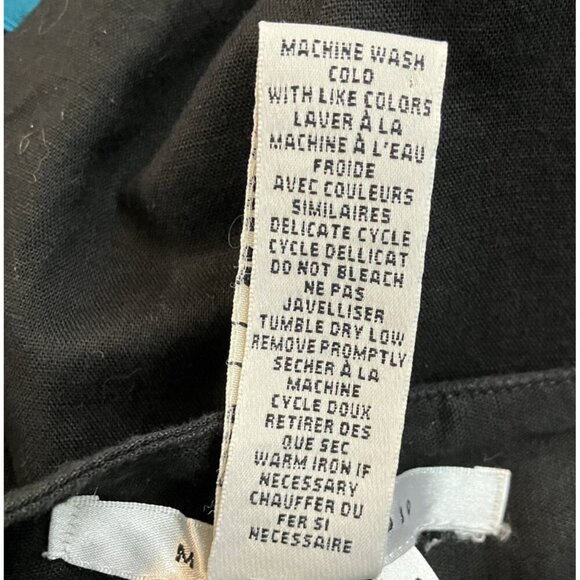 MACHINE WASH
COLD
WITH LIKE COLORS
LAVER À LA
MACHINE À L'EAU
FROIDE
AVEC COULEURS
SIMILAIRES
DELICATE CYCLE
CYCLE DELLICAT
DO NOT BLEACH
NE PAS
JAVELLISER
TUMBLE DRY LOW
REMOVE PROMPTLY
SECHER À LA
MACHINE
CYCLE DOUX
RETIRER DES
QUE SEC
WARM IRON IF
NECESSARY
CHAUFFER DU
FER SI
NECESSAIRE
M